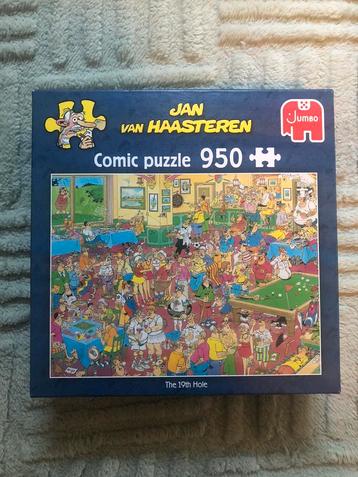 JAN
VAN HAASTEREN
Jumbo
Comic puzzle 950
The 19th Hole